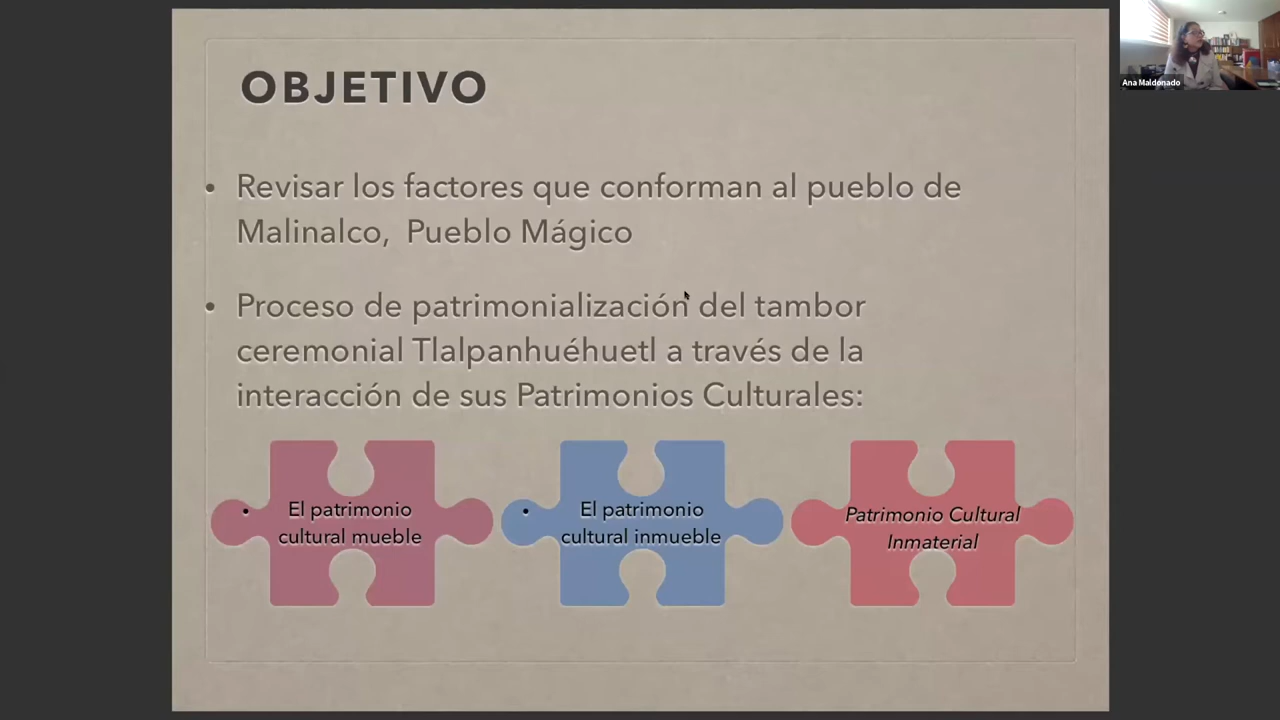 OBJETIVO
• Revisar los factores que conforman al pueblo de
Malinalco, Pueblo Mágico
• Proceso de patrimonialización del tambor
ceremonial Tlalpanhuéhuetl a través de la
interacción de sus Patrimonios Culturales:
• El patrimonio
cultural mueble
• El patrimonio
cultural inmueble
Patrimonio Cultural
Inmaterial
Ana Maldonado